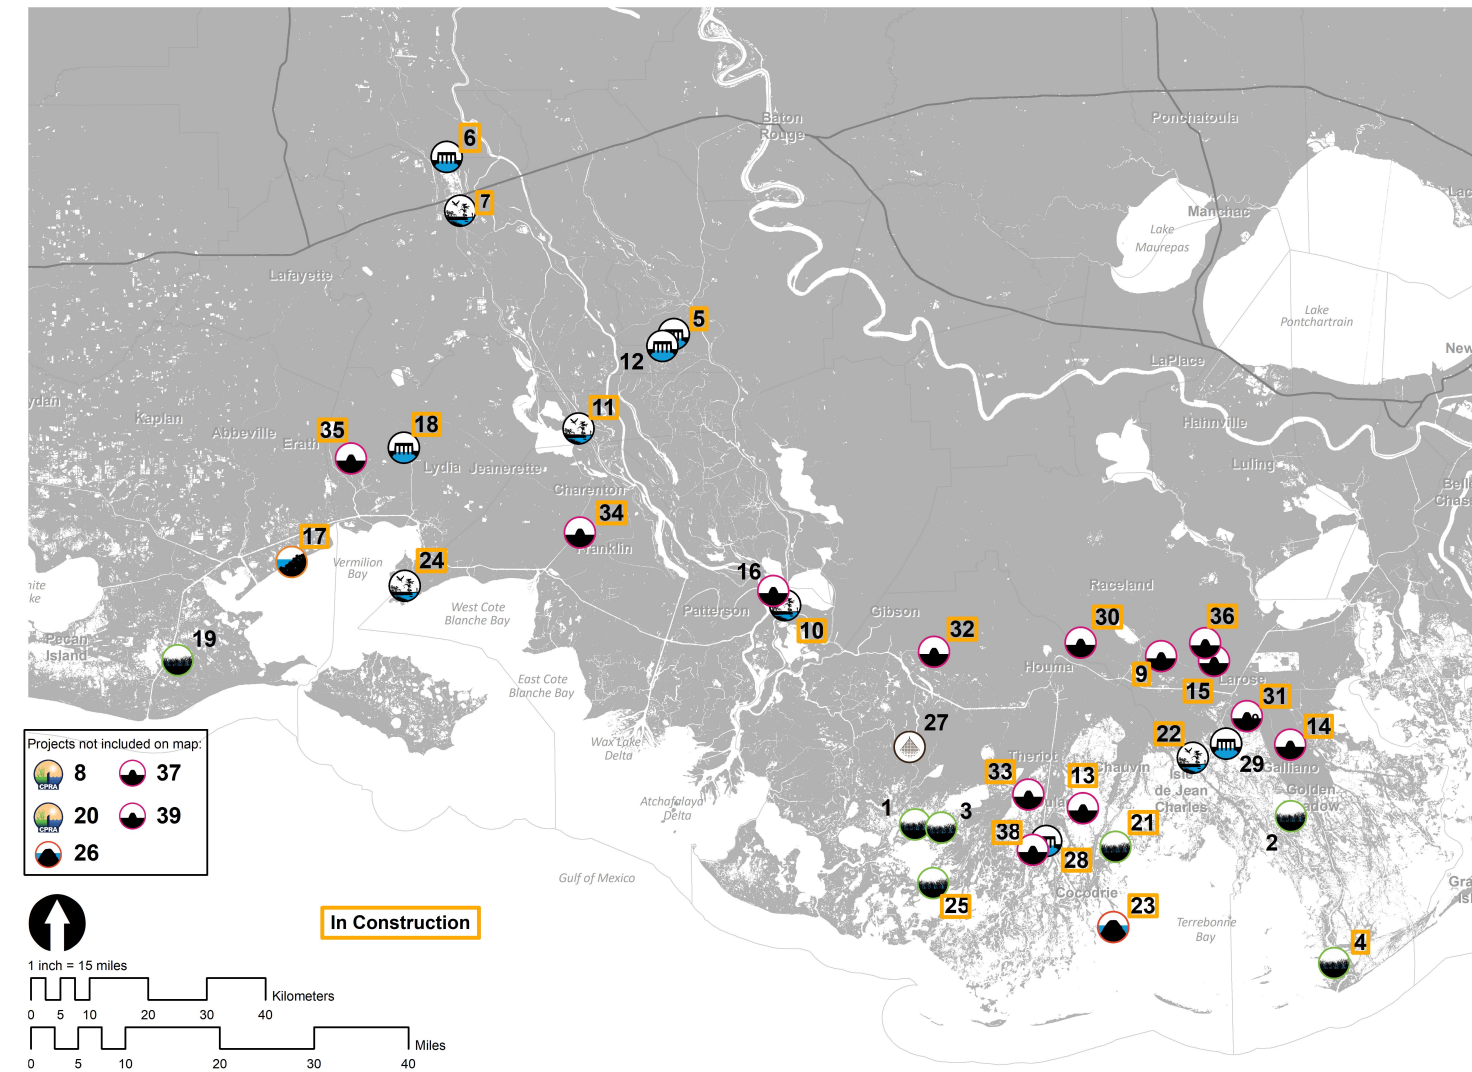 Baton
Rouge
Ponchatoula
6
7
Manchac
Lake
Maurepas
Lafayette
Lake
Pontchartrain
5
12
LaPlace
New
Kaplan
11
18
35
Abbeville
Erath
Hahnville
Lydia
Jeanerette
Luling
Charenton
34
Franklin
17
Vermilion
Bay
24
16
West Cote
Blanche Bay
Patterson
10
Gibson
Raceland
30
36
32
Pecan
Island
19
Houma
9
15
Larose
31
East Cote
Blanche Bay
27
22
14
Wax Lake
Delta
Theriot
Chauvin
29
Galliano
33
13
Isle
de Jean
Charles
Golden
Atchafalaya
Delta
1
3
38
28
21
2
Gulf of Mexico
25
Cocodrie
23
Terrebonne
Bay
4
Projects not included on map:
CPRA
8
37
CPRA
20
39
26
In Construction
1 inch = 15 miles
Kilometers
0 5 10 20 30 40
Miles
0 5 10 20 30 40